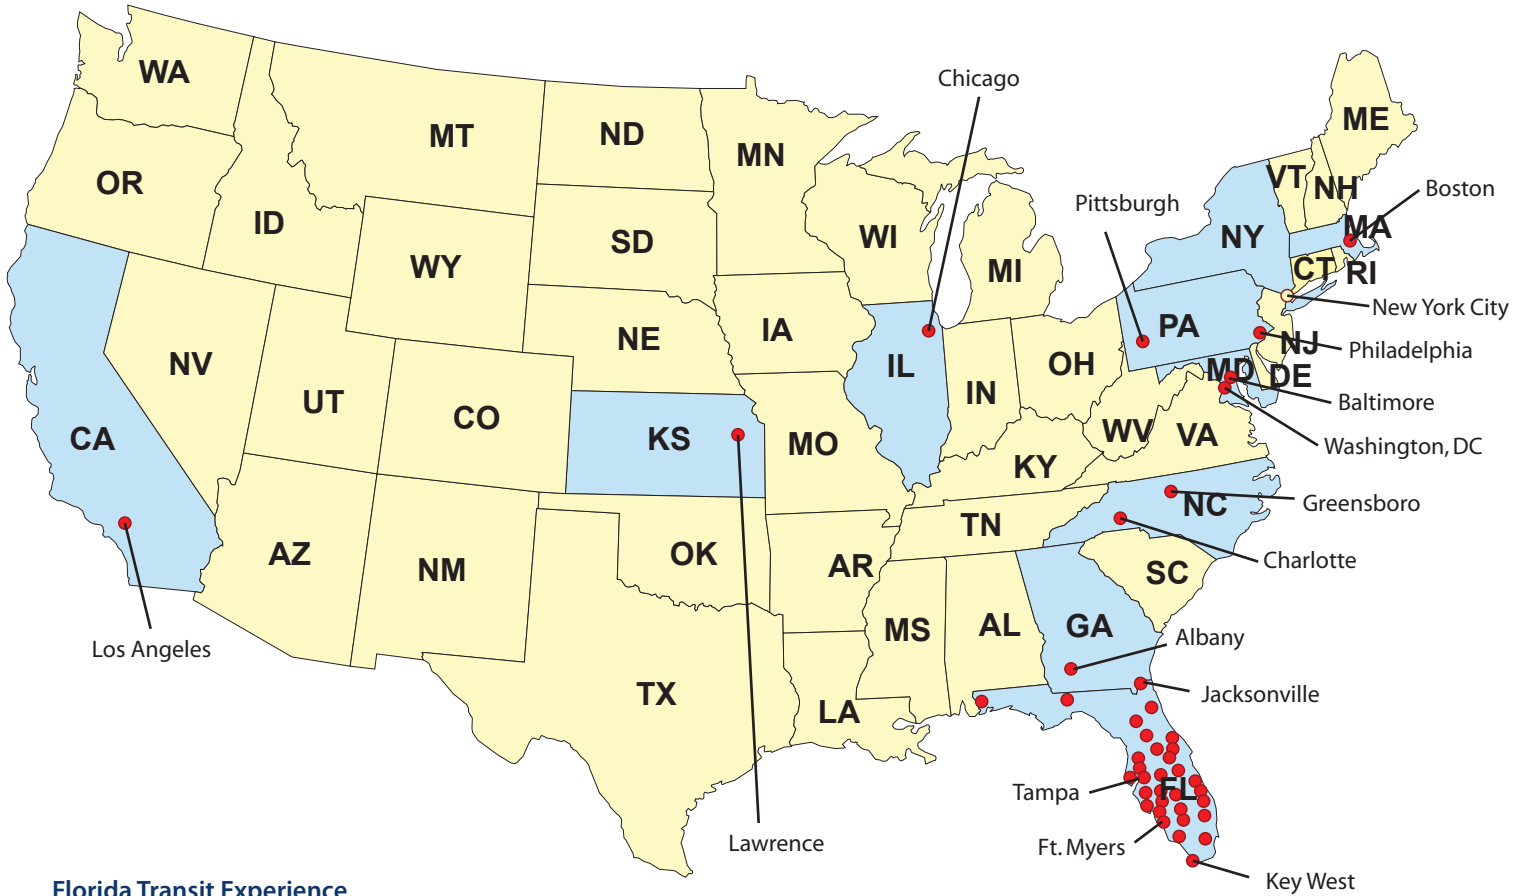 WA
MT
ND
MN
OR
ID
SD
WY
WI
MI
Chicago
Pittsburgh
NY
VT
NH
ME
Boston
MA
CT
RI
New York City
PA
NJ
Philadelphia
MD
DE
Baltimore
Washington, DC
NE
IA
IL
IN
OH
NV
UT
CO
CA
KS
MO
KY
WV
VA
Greensboro
NC
Charlotte
TN
AZ
NM
OK
AR
SC
MS
AL
GA
Albany
Jacksonville
Los Angeles
TX
LA
Tampa
FL
Ft. Myers
Lawrence
Key West
Florida Transit Experience